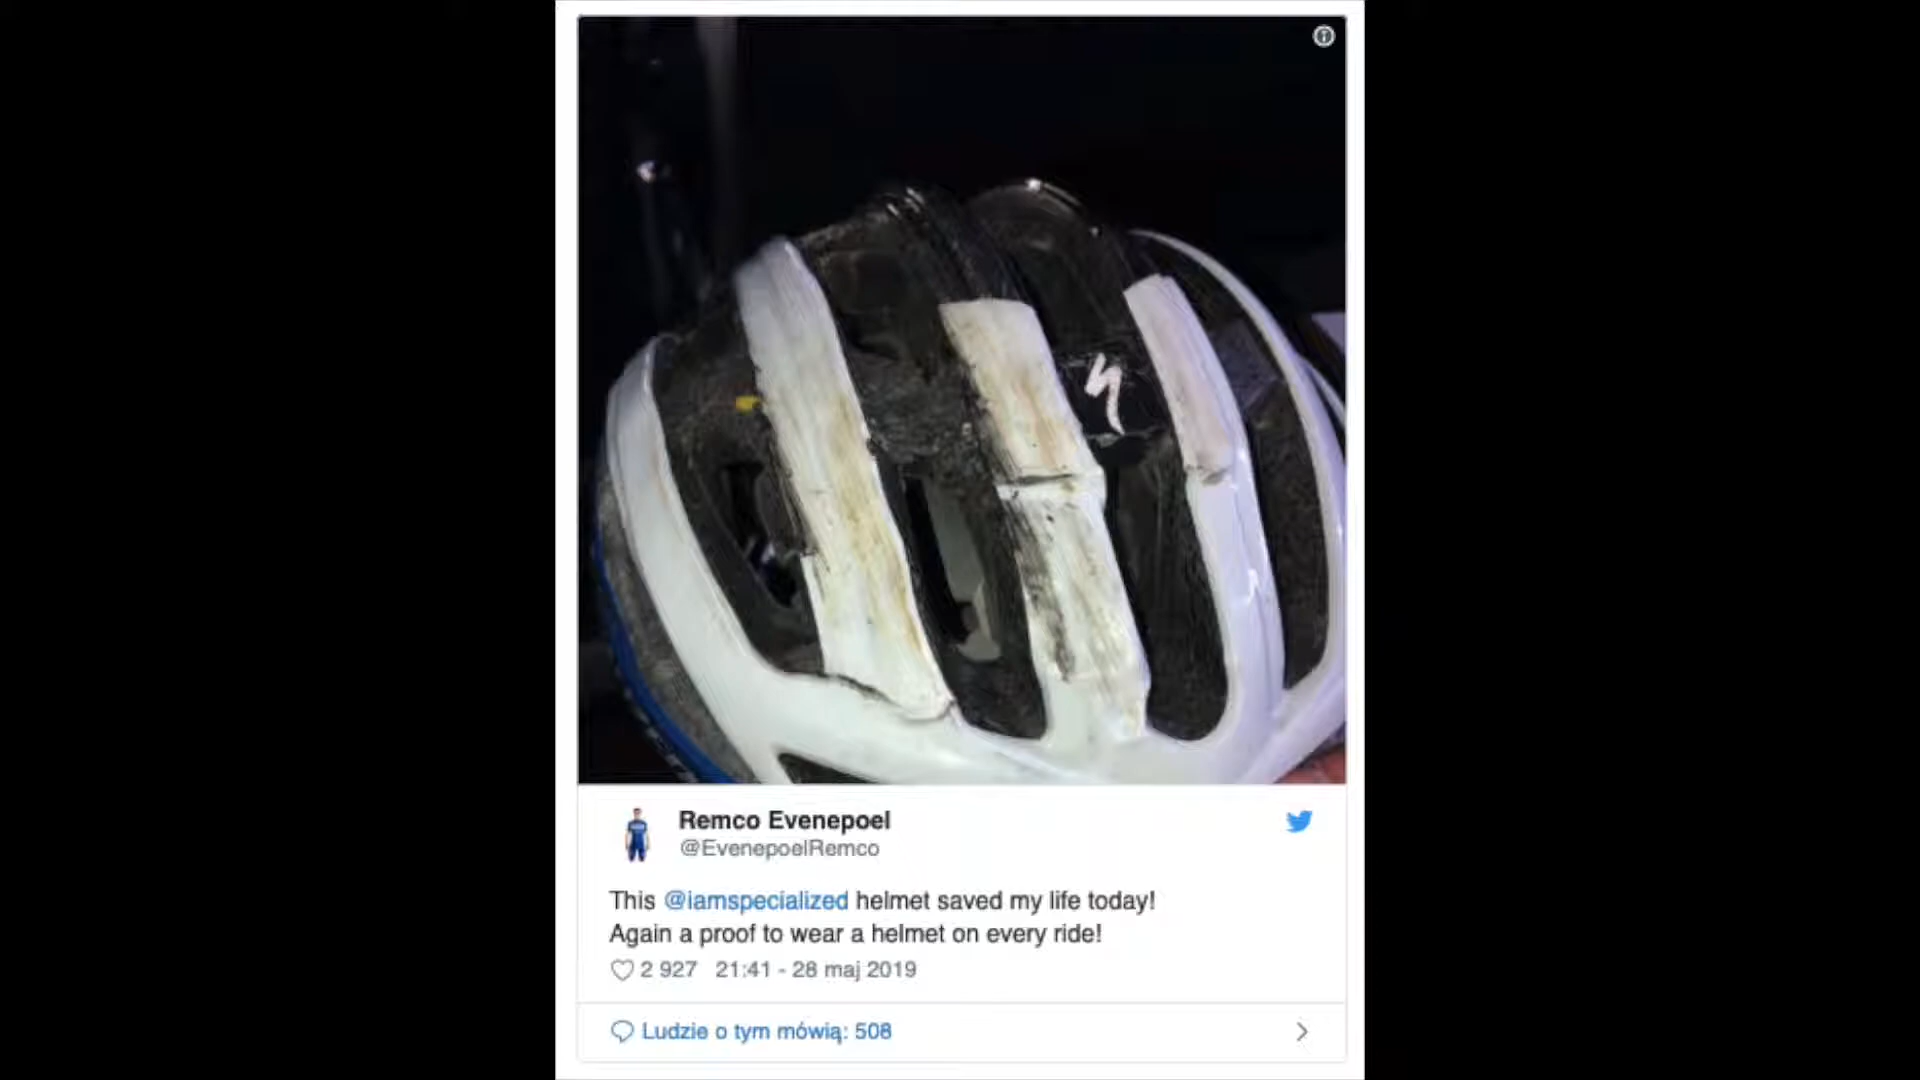 Remco Evenepoel
@EvenepoelRemco
This @iamspecialized helmet saved my life today!
Again a proof to wear a helmet on every ride!
2 927 21:41 - 28 maj 2019
Ludzie o tym mówią: 508